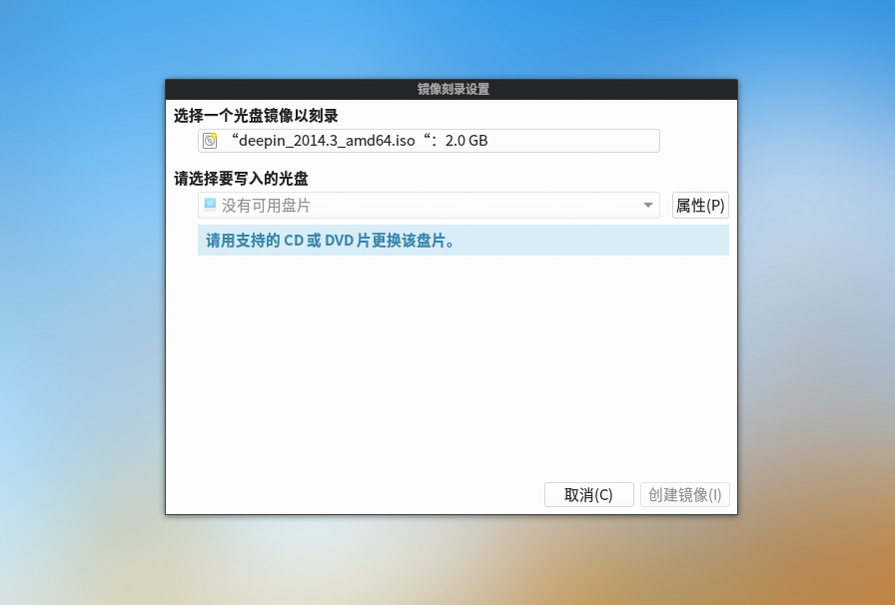 镜像刻录设置
选择一个光盘镜像以刻录
“deepin_2014.3_amd64.iso “：2.0 GB
请选择要写入的光盘
没有可用盘片
属性(P)
请用支持的 CD 或 DVD 片更换该盘片。
取消(C)
创建镜像(I)